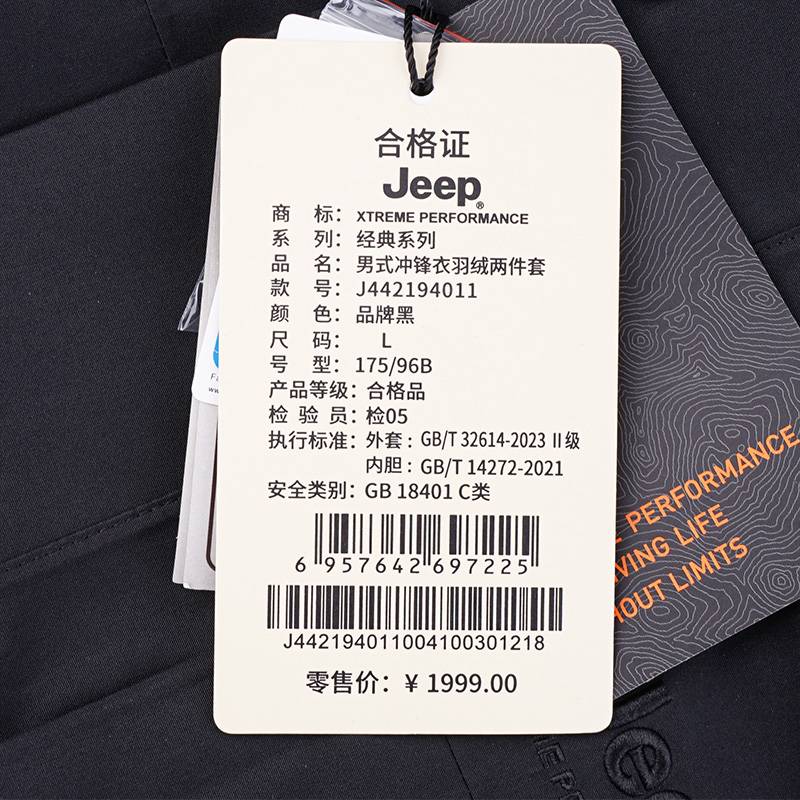 合格证
Jeep®
商 标：XTREME PERFORMANCE
系 列：经典系列
品 名：男式冲锋衣羽绒两件套
款 号：J442194011
颜 色：品牌黑
尺 码： L
号 型：175/96B
产品等级：合格品
检 验 员：检05
执行标准：外套：GB/T 32614-2023 II级
内胆：GB/T 14272-2021
安全类别：GB 18401 C类
6 957642 697225
J442194011004100301218
零售价：¥ 1999.00
PERFORMANCE
LIFE
LIMITS